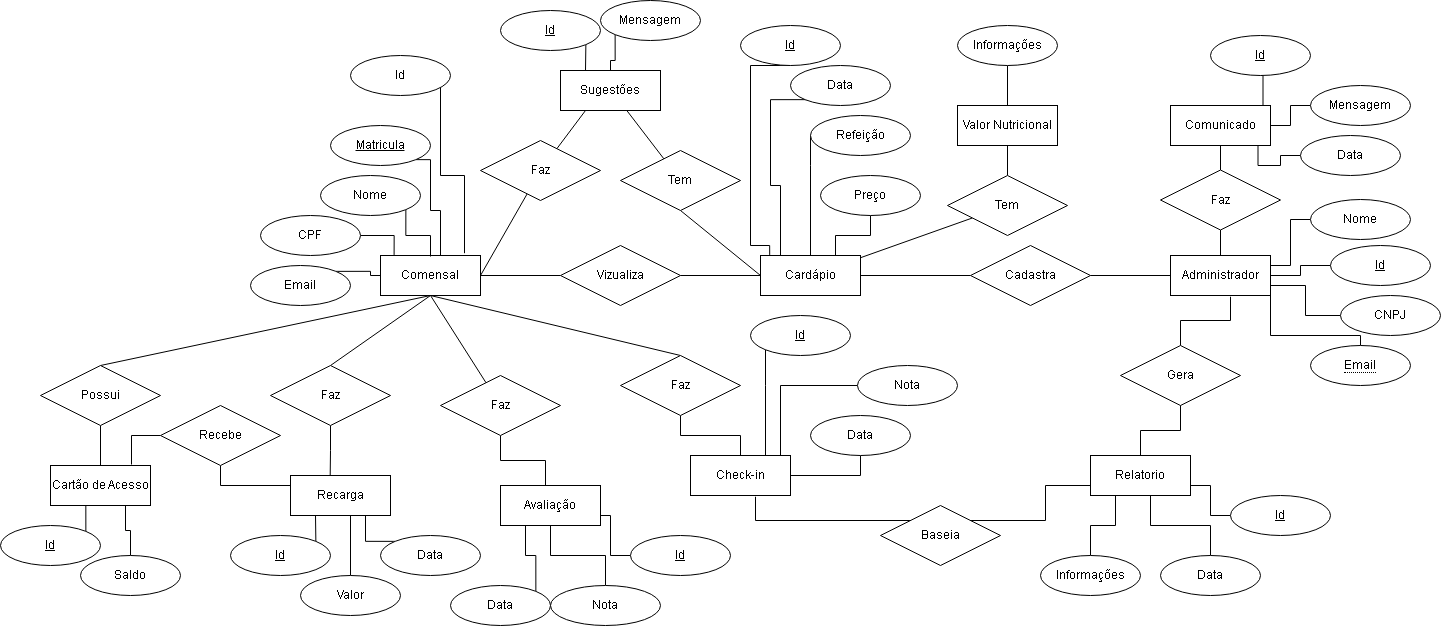 Mensagem
Id
Id
Informações
Id
Id
Data
Sugestões
Mensagem
Comunicado
Valor Nutricional
Refeição
Matricula
Data
Faz
Tem
Nome
Preço
Faz
Tem
Nome
CPF
Id
Comensal
Vizualiza
Cardápio
Cadastra
Administrador
Email
CNPJ
Id
Email
Gera
Nota
Faz
Possui
Faz
Faz
Recebe
Data
Check-in
Relatorio
Cartão de Acesso
Recarga
Avaliação
Id
Baseia
Id
Id
Data
Id
Saldo
Informações
Data
Valor
Data
Nota